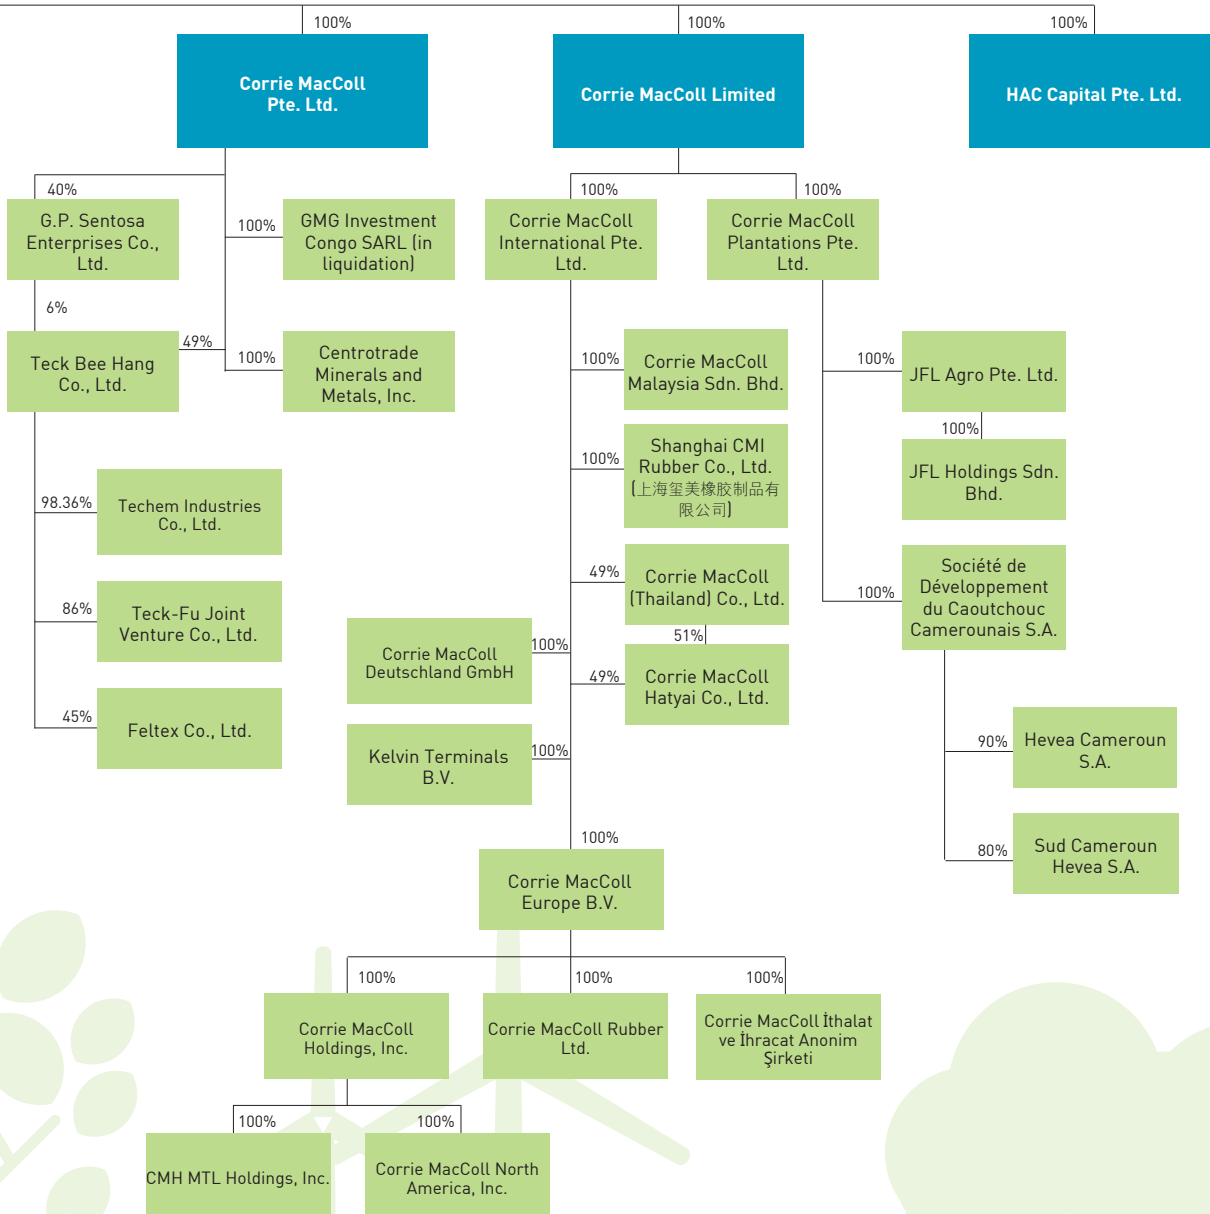 100%
100%
100%
Corrie MacColl
Pte. Ltd.
Corrie MacColl Limited
HAC Capital Pte. Ltd.
40%
G.P. Sentosa
Enterprises Co.,
Ltd.
100%
GMG Investment
Congo SARL (in
liquidation)
100%
Corrie MacColl
International Pte.
Ltd.
100%
Corrie MacColl
Plantations Pte.
Ltd.
6%
49%
Teck Bee Hang
Co., Ltd.
100%
Centrotrade
Minerals and
Metals, Inc.
100%
Corrie MacColl
Malaysia Sdn. Bhd.
100%
JFL Agro Pte. Ltd.
100%
JFL Holdings Sdn.
Bhd.
100%
Shanghai CMI
Rubber Co., Ltd.
(上海玺美橡胶制品有
限公司)
98.36%
Techem Industries
Co., Ltd.
49%
Corrie MacColl
(Thailand) Co., Ltd.
100%
Société de
Développement
du Caoutchouc
Camerounais S.A.
86%
Teck-Fu Joint
Venture Co., Ltd.
51%
100%
Corrie MacColl
Deutschland GmbH
49%
Corrie MacColl
Hatyai Co., Ltd.
45%
Feltex Co., Ltd.
100%
Kelvin Terminals
B.V.
90%
Hevea Cameroun
S.A.
80%
Sud Cameroun
Hevea S.A.
100%
Corrie MacColl
Europe B.V.
100%
100%
100%
Corrie MacColl
Holdings, Inc.
Corrie MacColl Rubber
Ltd.
Corrie MacColl İthalat
ve İhracat Anonim
Şirketi
100%
100%
CMH MTL Holdings, Inc.
Corrie MacColl North
America, Inc.